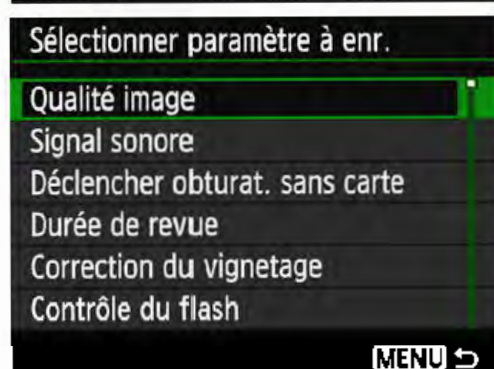 Sélectionner paramètre à enr.
Qualité image
Signal sonore
Déclencher obturat. sans carte
Durée de revue
Correction du vignetage
Contrôle du flash
MENU